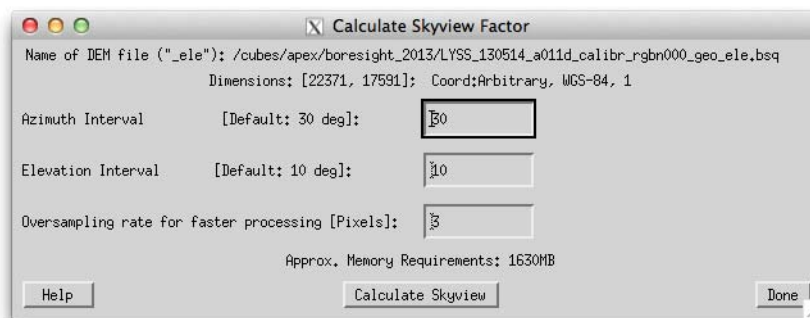 X Calculate Skyview Factor
Name of DEM file ("_ele"): /cubes/apex/boresight_2013/LYSS_130514_a011d_calibr_rgbn000_geo_ele.bsq
Dimensions: [22371, 17591]; Coord:Arbitrary, WGS-84, 1
Azimuth Interval [Default: 30 deg]: 30
Elevation Interval [Default: 10 deg]: 10
Oversampling rate for faster processing [Pixels]: 3
Approx. Memory Requirements: 1630MB
Help Calculate Skyview Done